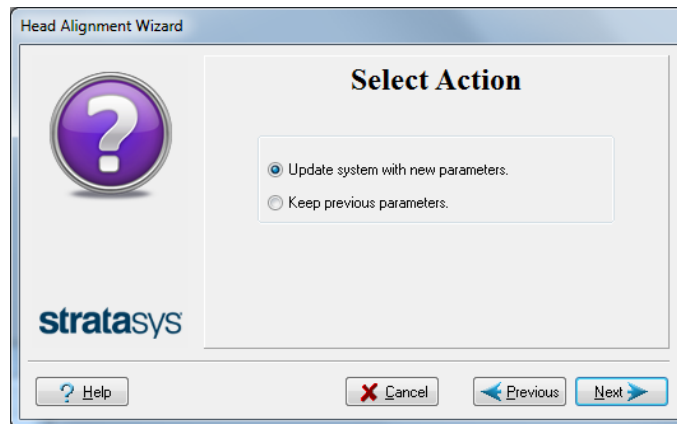 Head Alignment Wizard
Select Action
Update system with new parameters.
Keep previous parameters.
stratasys
? Help
Cancel
Previous
Next